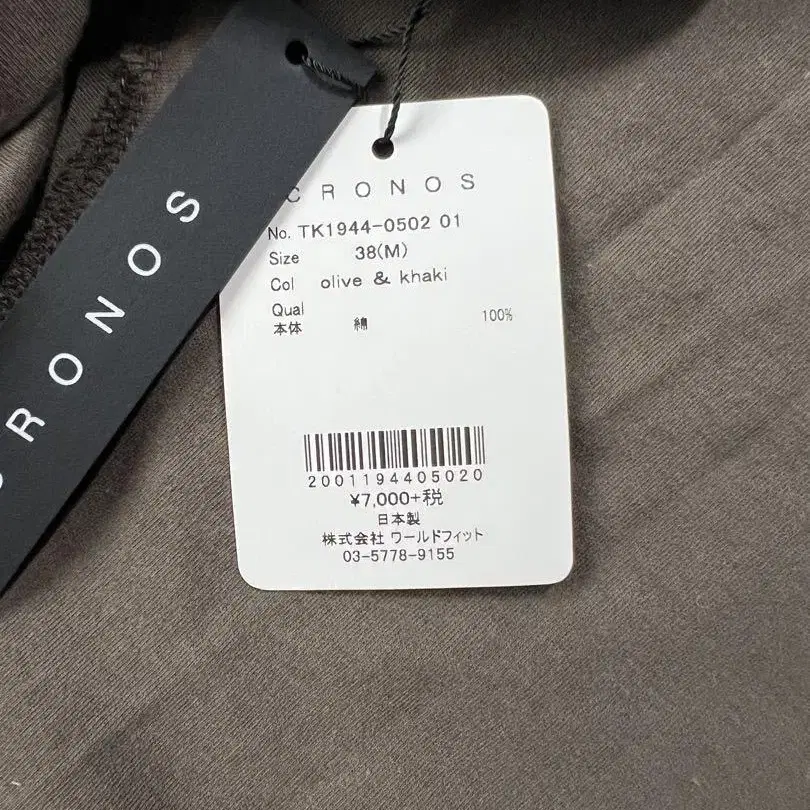 CRONOS
No. TK1944-0502 01
Size 38(M)
Col olive & khaki
Qual
本体 綿 100%
2001194405020
¥7,000+税
日本製
株式会社 ワールドフィット
03-5778-9155
RONOS